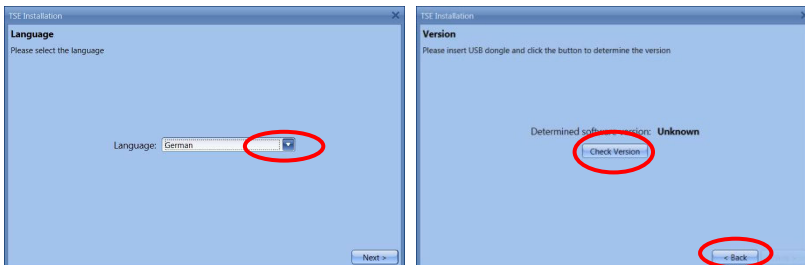 TSE Installation
Language
Please select the language
Language: German
Next >
TSE Installation
Version
Please insert USB dongle and click the button to determine the version
Determined software version: Unknown
Check Version
< Back